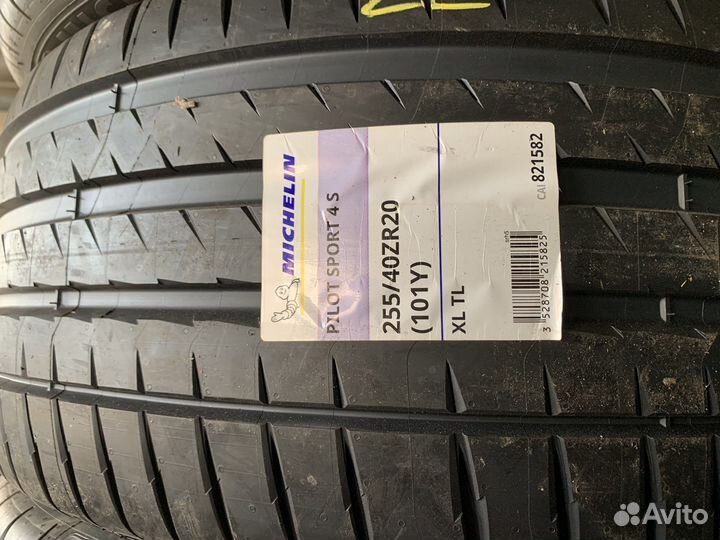 MICHELIN
PILOT SPORT 4 S
255/40ZR20
(101Y)
XL TL
CAI 821582
3 528708 215825
Avito